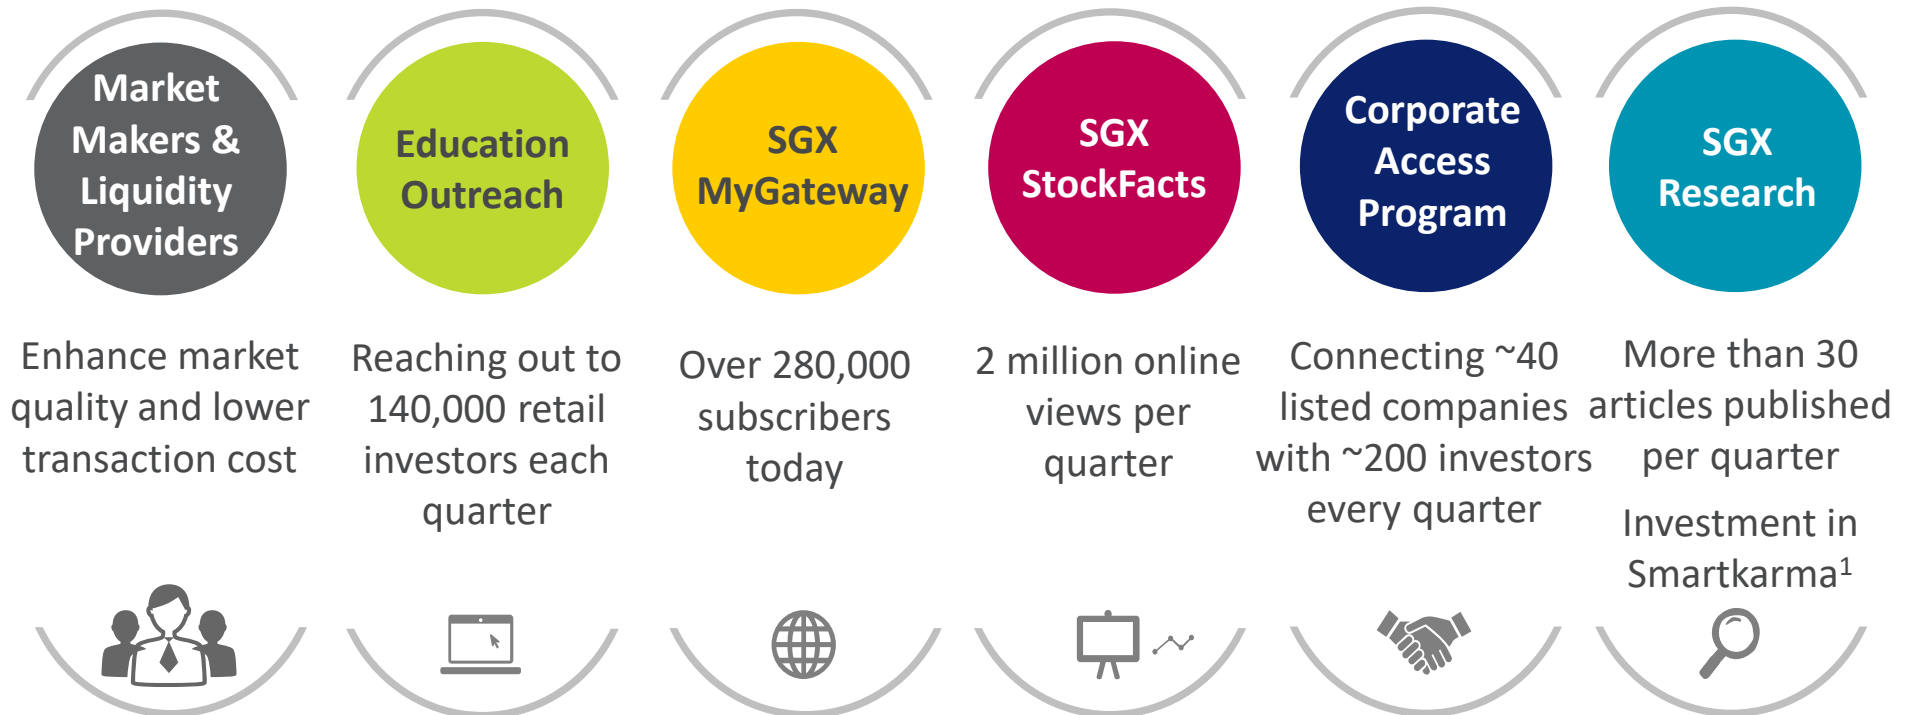 Market
Makers &
Liquidity
Providers
Enhance market
quality and lower
transaction cost
Education
Outreach
Reaching out to
140,000 retail
investors each
quarter
SGX
MyGateway
Over 280,000
subscribers
today
SGX
StockFacts
2 million online
views per
quarter
Corporate
Access
Program
Connecting ~40
listed companies
with ~200 investors
every quarter
SGX
Research
More than 30
articles published
per quarter
Investment in
Smartkarma¹